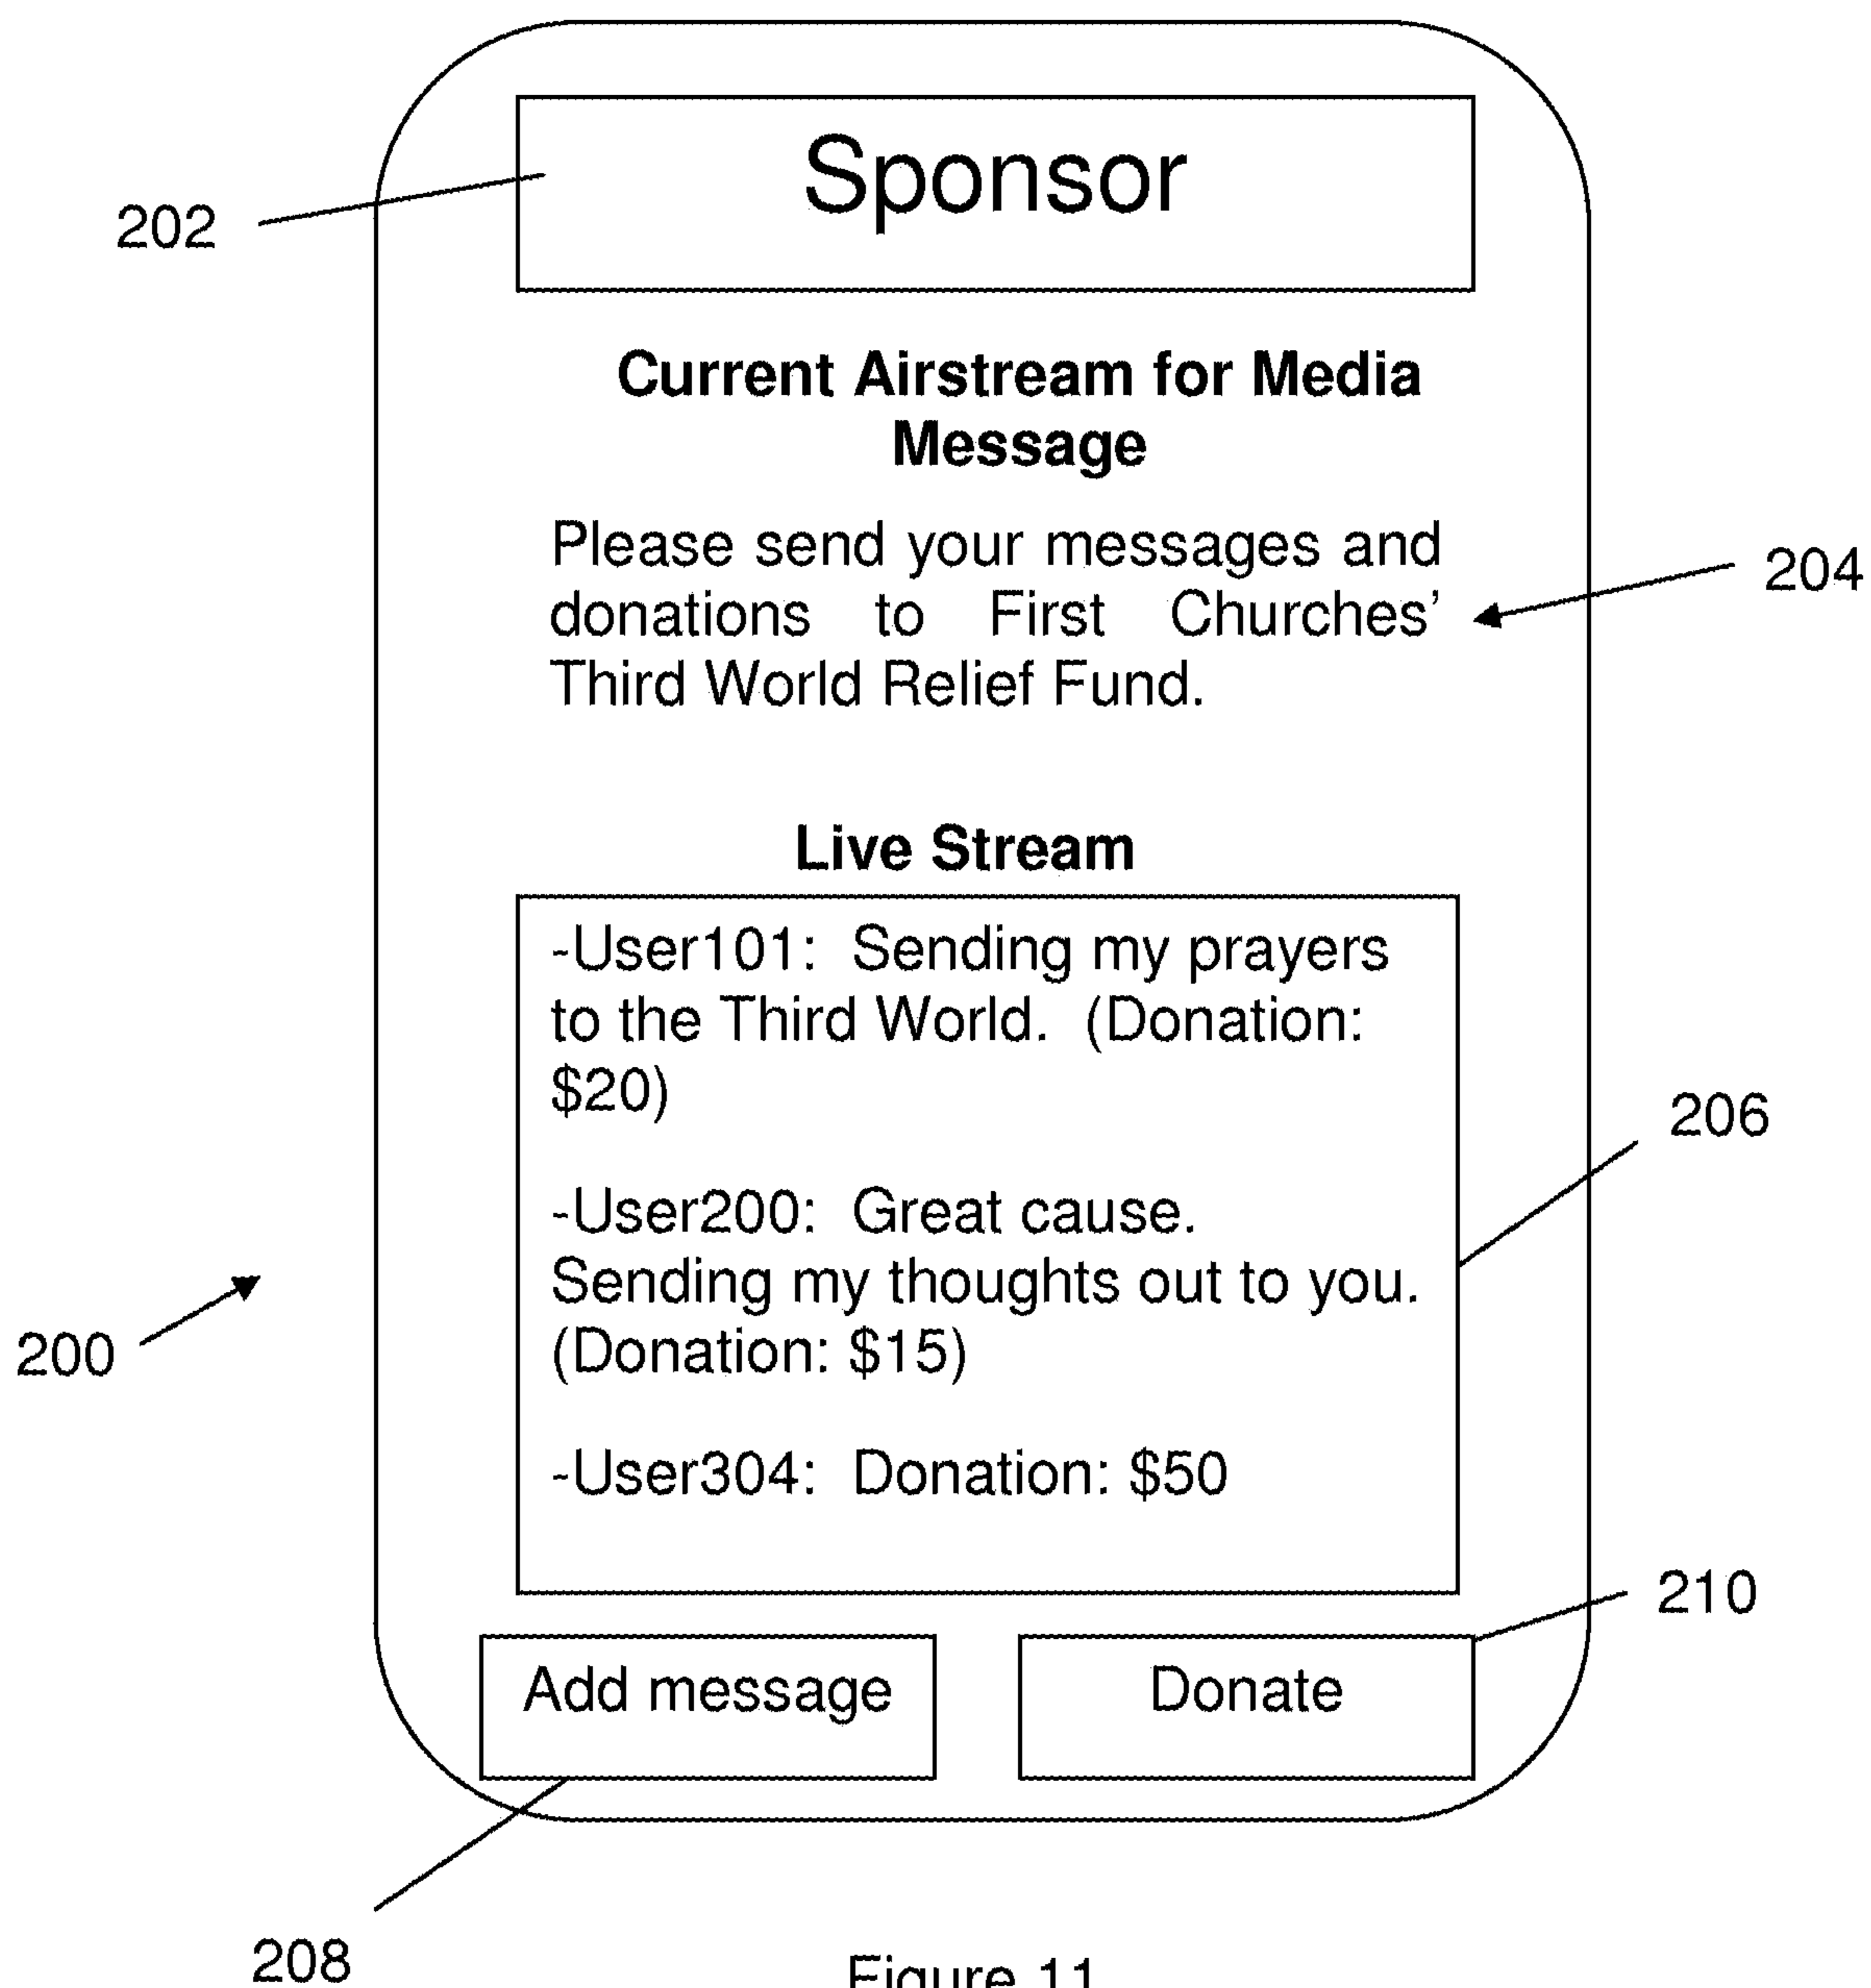 Sponsor
202
Current Airstream for Media
Message
Please send your messages and
donations to First Churches'
Third World Relief Fund.
204
Live Stream
-User101: Sending my prayers
to the Third World. (Donation:
$20)
206
-User200: Great cause.
Sending my thoughts out to you.
(Donation: $15)
200
-User304: Donation: $50
210
Add message
Donate
208
Figure 11